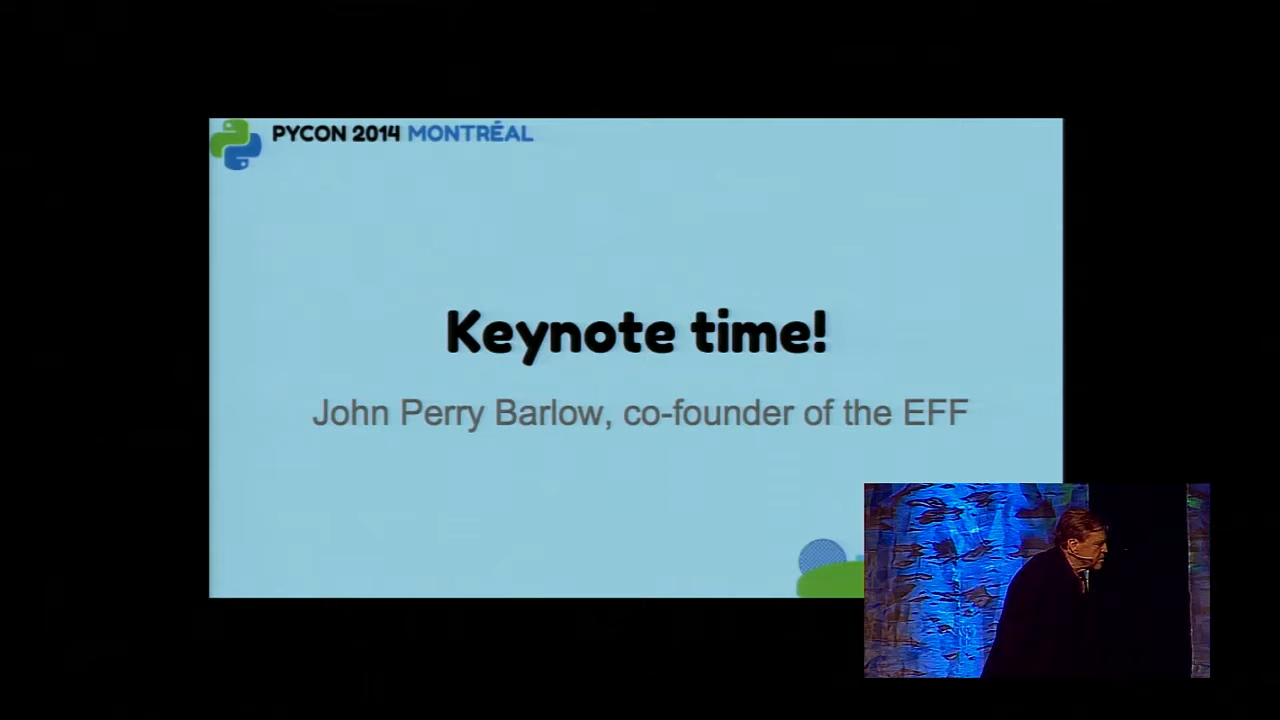 PYCON 2014 MONTRÉAL
Keynote time!
John Perry Barlow, co-founder of the EFF